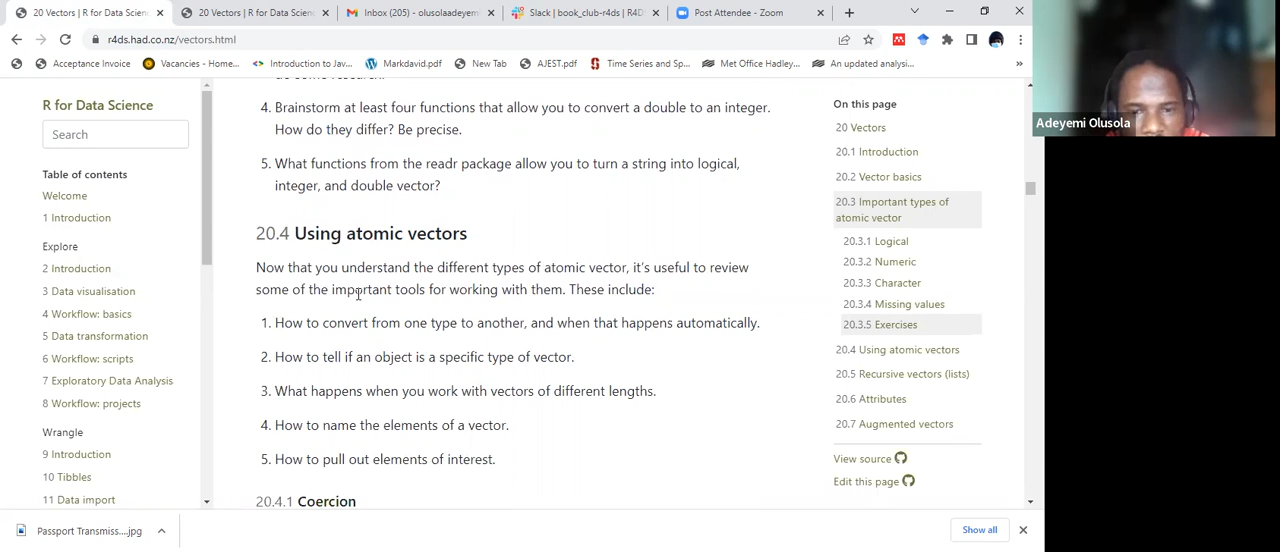 20 Vectors | R for Data Science
20 Vectors | R for Data Scienc
Inbox (205) - olusolaadeyem
Slack | book_club-r4ds | R4D
Post Attendee - Zoom
r4ds.had.co.nz/vectors.html
Acceptance Invoice
Vacancies - Home...
Introduction to Jav...
Markdavid.pdf
New Tab
AJEST.pdf
Time Series and Sp...
Met Office Hadley...
An updated analysi...
R for Data Science
Search
Table of contents
Welcome
1 Introduction
Explore
2 Introduction
3 Data visualisation
4 Workflow: basics
5 Data transformation
6 Workflow: scripts
7 Exploratory Data Analysis
8 Workflow: projects
Wrangle
9 Introduction
10 Tibbles
11 Data import
do some research.
4. Brainstorm at least four functions that allow you to convert a double to an integer.
How do they differ? Be precise.
5. What functions from the readr package allow you to turn a string into logical,
integer, and double vector?
20.4 Using atomic vectors
Now that you understand the different types of atomic vector, it's useful to review
some of the important tools for working with them. These include:
1. How to convert from one type to another, and when that happens automatically.
2. How to tell if an object is a specific type of vector.
3. What happens when you work with vectors of different lengths.
4. How to name the elements of a vector.
5. How to pull out elements of interest.
20.4.1 Coercion
On this page
20 Vectors
20.1 Introduction
20.2 Vector basics
20.3 Important types of
atomic vector
20.3.1 Logical
20.3.2 Numeric
20.3.3 Character
20.3.4 Missing values
20.3.5 Exercises
20.4 Using atomic vectors
20.5 Recursive vectors (lists)
20.6 Attributes
20.7 Augmented vectors
View source
Edit this page
Adeyemi Olusola
Passport Transmiss....jpg
Show all